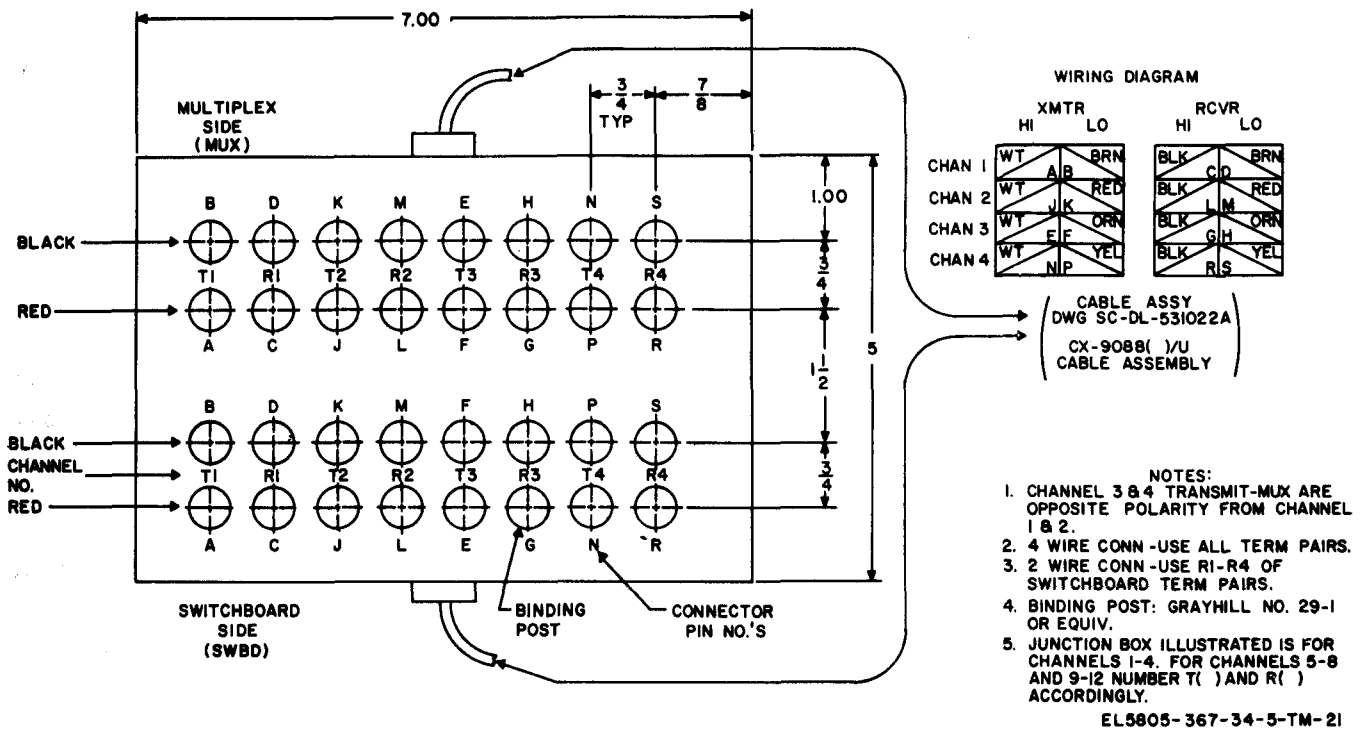 7.00
3/4
TYP
7/8
MULTIPLEX
SIDE
(MUX)
B D K M E H N S
1.00
BLACK
T1 R1 T2 R2 T3 R3 T4 R4
3/4
RED
A C J L F G P R
1 1/2
5
B D K M F H P S
BLACK
CHANNEL
NO.
T1 R1 T2 R2 T3 R3 T4 R4
3/4
RED
A C J L E G N R
SWITCHBOARD
SIDE
(SWBD)
BINDING
POST
CONNECTOR
PIN NO.'S
WIRING DIAGRAM
XMTR RCVR
HI LO HI LO
CHAN 1 WT A B BRN BLK C D BRN
CHAN 2 WT J K RED BLK L M RED
CHAN 3 WT E F ORN BLK G H ORN
CHAN 4 WT N P YEL BLK R S YEL
CABLE ASSY
DWG SC-DL-531022A
CX-9088( )/U
CABLE ASSEMBLY
NOTES:
1. CHANNEL 3 & 4 TRANSMIT-MUX ARE
OPPOSITE POLARITY FROM CHANNEL
1 & 2.
2. 4 WIRE CONN -USE ALL TERM PAIRS.
3. 2 WIRE CONN -USE R1-R4 OF
SWITCHBOARD TERM PAIRS.
4. BINDING POST: GRAYHILL NO. 29-1
OR EQUIV.
5. JUNCTION BOX ILLUSTRATED IS FOR
CHANNELS 1-4. FOR CHANNELS 5-8
AND 9-12 NUMBER T( ) AND R( )
ACCORDINGLY.
EL5805-367-34-5-TM-21